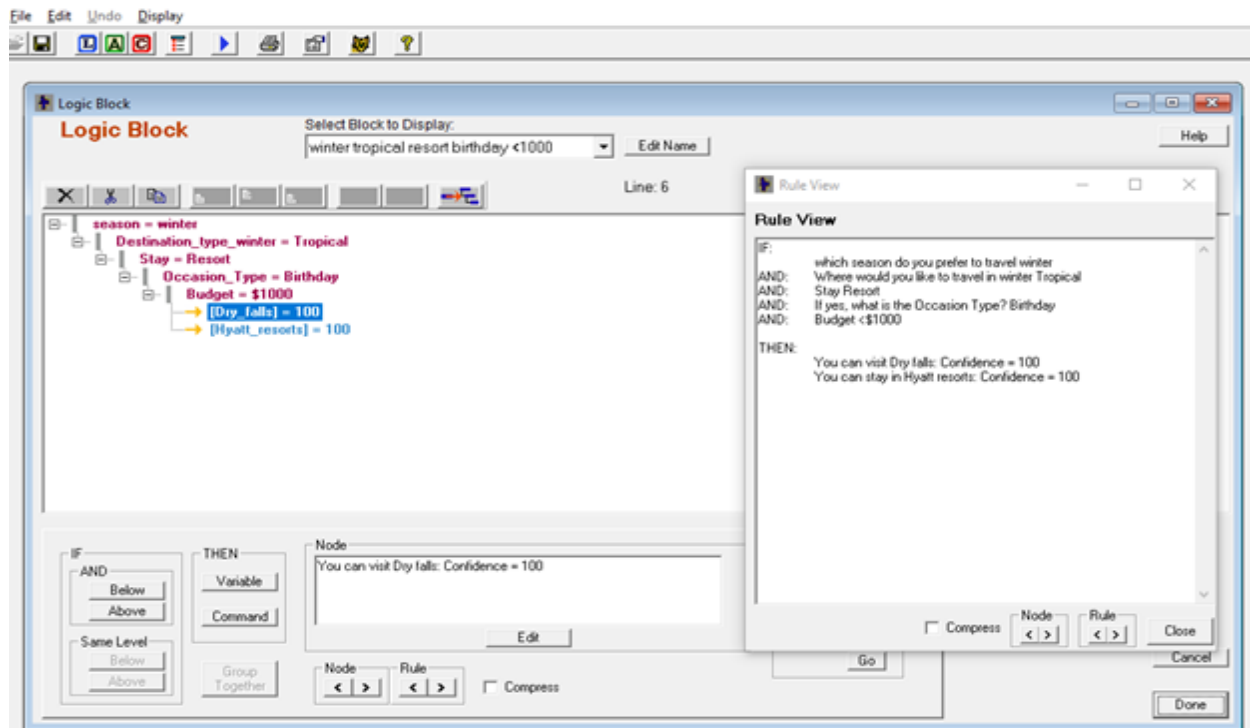 File Edit Undo Display
L A C
Logic Block
Logic Block
Select Block to Display:
winter tropical resort birthday <1000
Edit Name
Help
Line: 6
season = winter
Destination_type_winter = Tropical
Stay = Resort
Occasion_Type = Birthday
Budget = $1000
[Dry_falls] = 100
[Hyatt_resorts] = 100
Rule View
Rule View
IF:
which season do you prefer to travel winter
AND: Where would you like to travel in winter Tropical
AND: Stay Resort
AND: If yes, what is the Occasion Type? Birthday
AND: Budget <$1000
THEN:
You can visit Dry falls: Confidence = 100
You can stay in Hyatt resorts: Confidence = 100
Compress
Node
< >
Rule
< >
Close
IF
AND
Below
Above
Same Level
Below
Above
THEN
Variable
Command
Group Together
Node
You can visit Dry falls: Confidence = 100
Edit
Node
< >
Rule
< >
Compress
Go
Cancel
Done